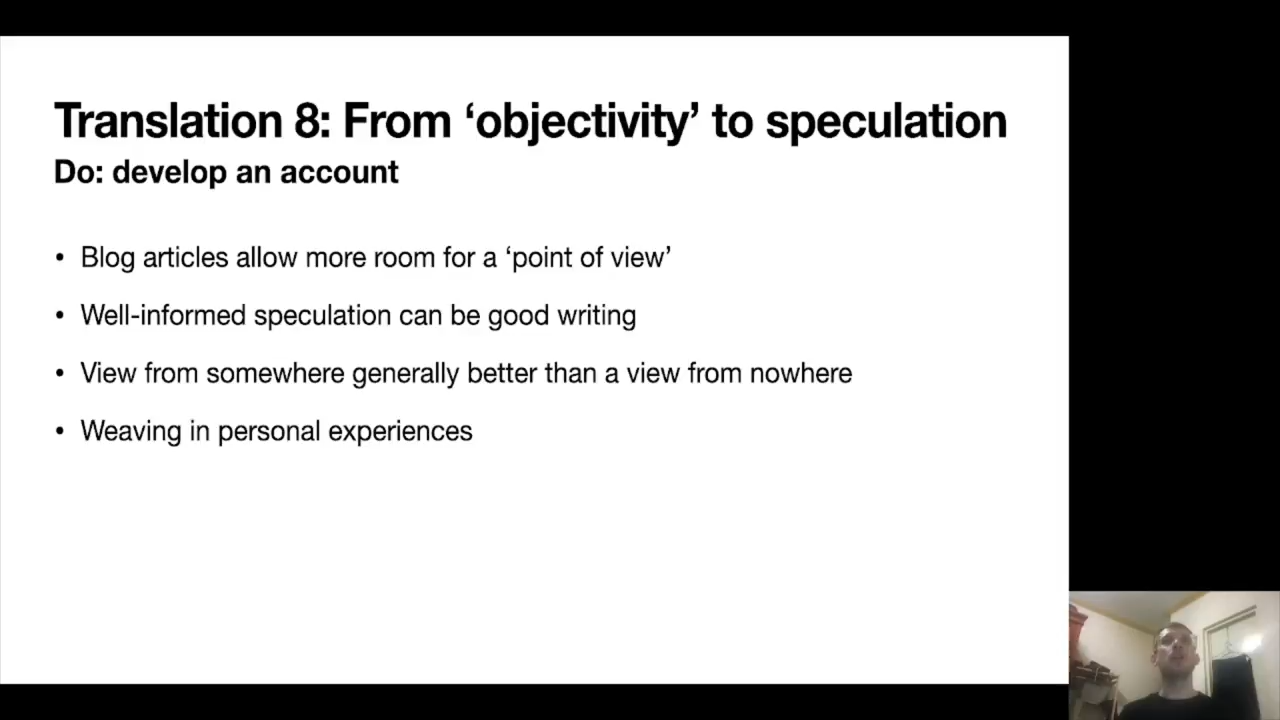 Translation 8: From ‘objectivity’ to speculation
Do: develop an account
• Blog articles allow more room for a ‘point of view’
• Well-informed speculation can be good writing
• View from somewhere generally better than a view from nowhere
• Weaving in personal experiences